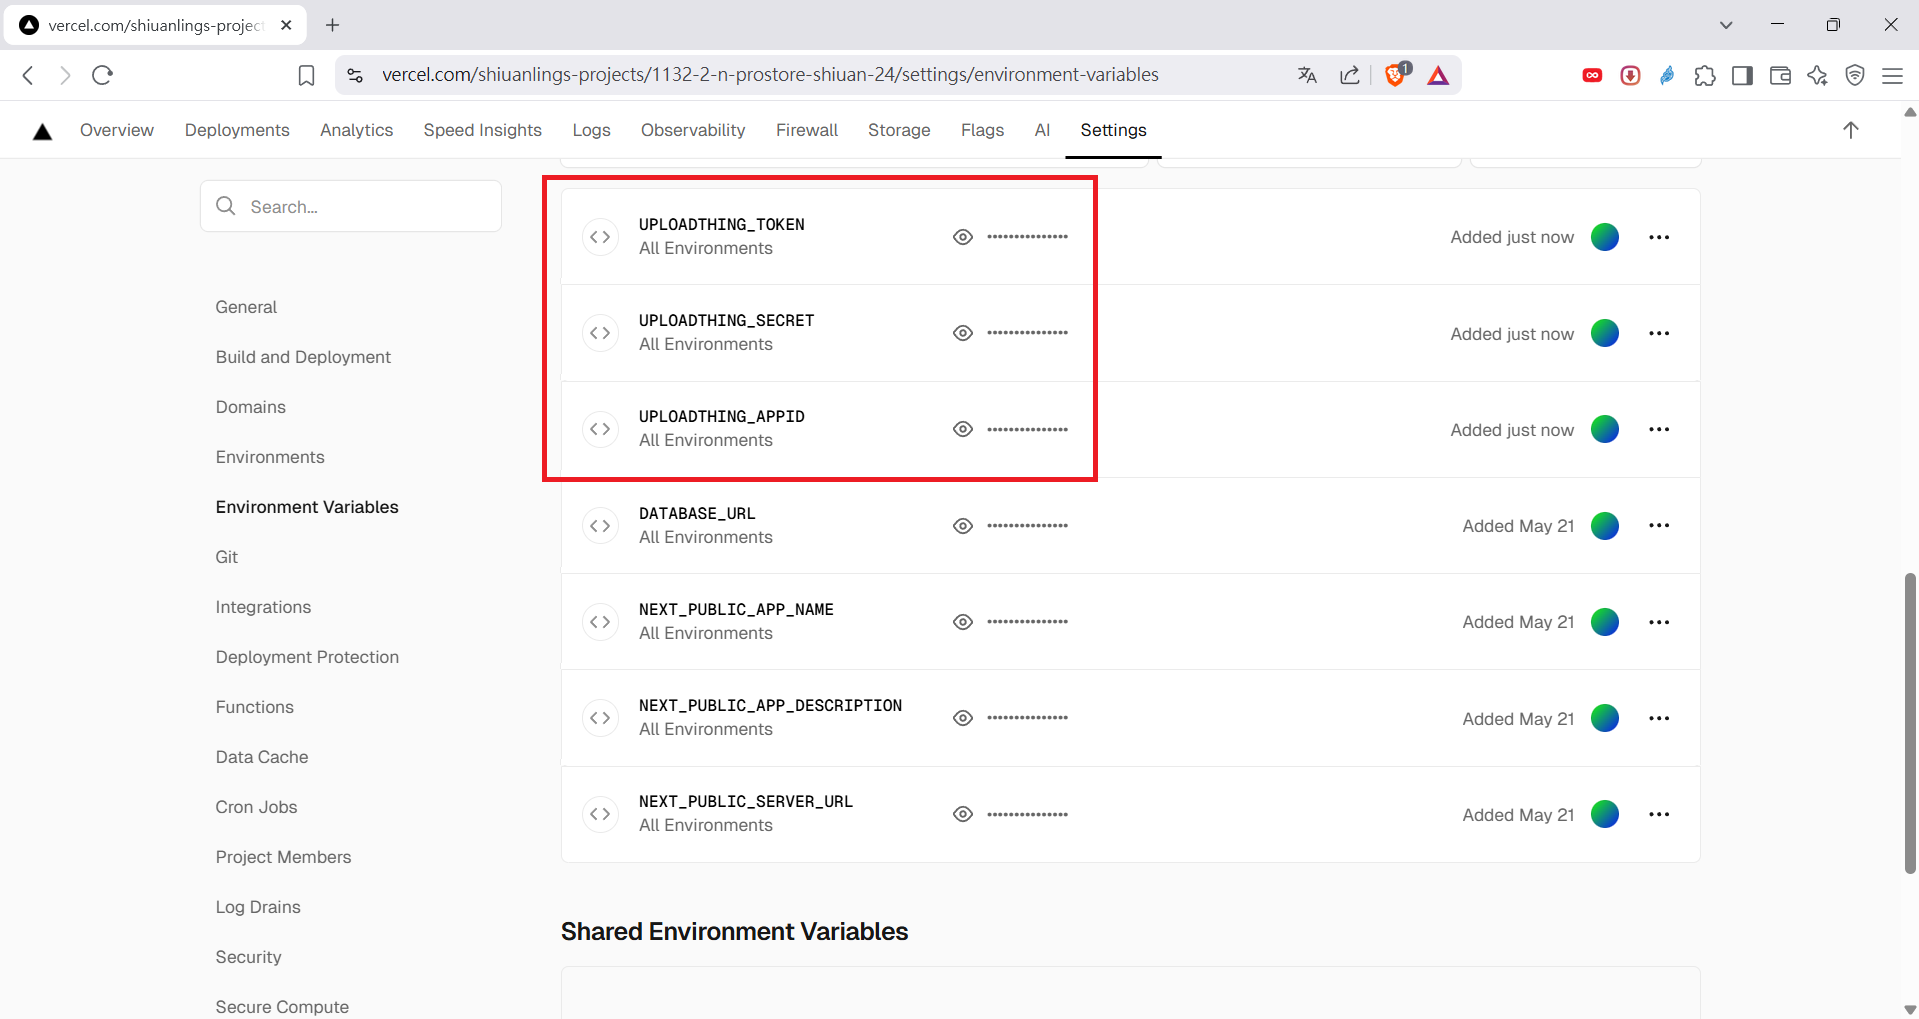 vercel.com/shiuanlings-project
vercel.com/shiuanlings-projects/1132-2-n-prostore-shiuan-24/settings/environment-variables
1
Overview
Deployments
Analytics
Speed Insights
Logs
Observability
Firewall
Storage
Flags
AI
Settings
Search...
General
Build and Deployment
Domains
Environments
Environment Variables
Git
Integrations
Deployment Protection
Functions
Data Cache
Cron Jobs
Project Members
Log Drains
Security
Secure Compute
UPLOADTHING_TOKEN
All Environments
Added just now
UPLOADTHING_SECRET
All Environments
Added just now
UPLOADTHING_APPID
All Environments
Added just now
DATABASE_URL
All Environments
Added May 21
NEXT_PUBLIC_APP_NAME
All Environments
Added May 21
NEXT_PUBLIC_APP_DESCRIPTION
All Environments
Added May 21
NEXT_PUBLIC_SERVER_URL
All Environments
Added May 21
Shared Environment Variables